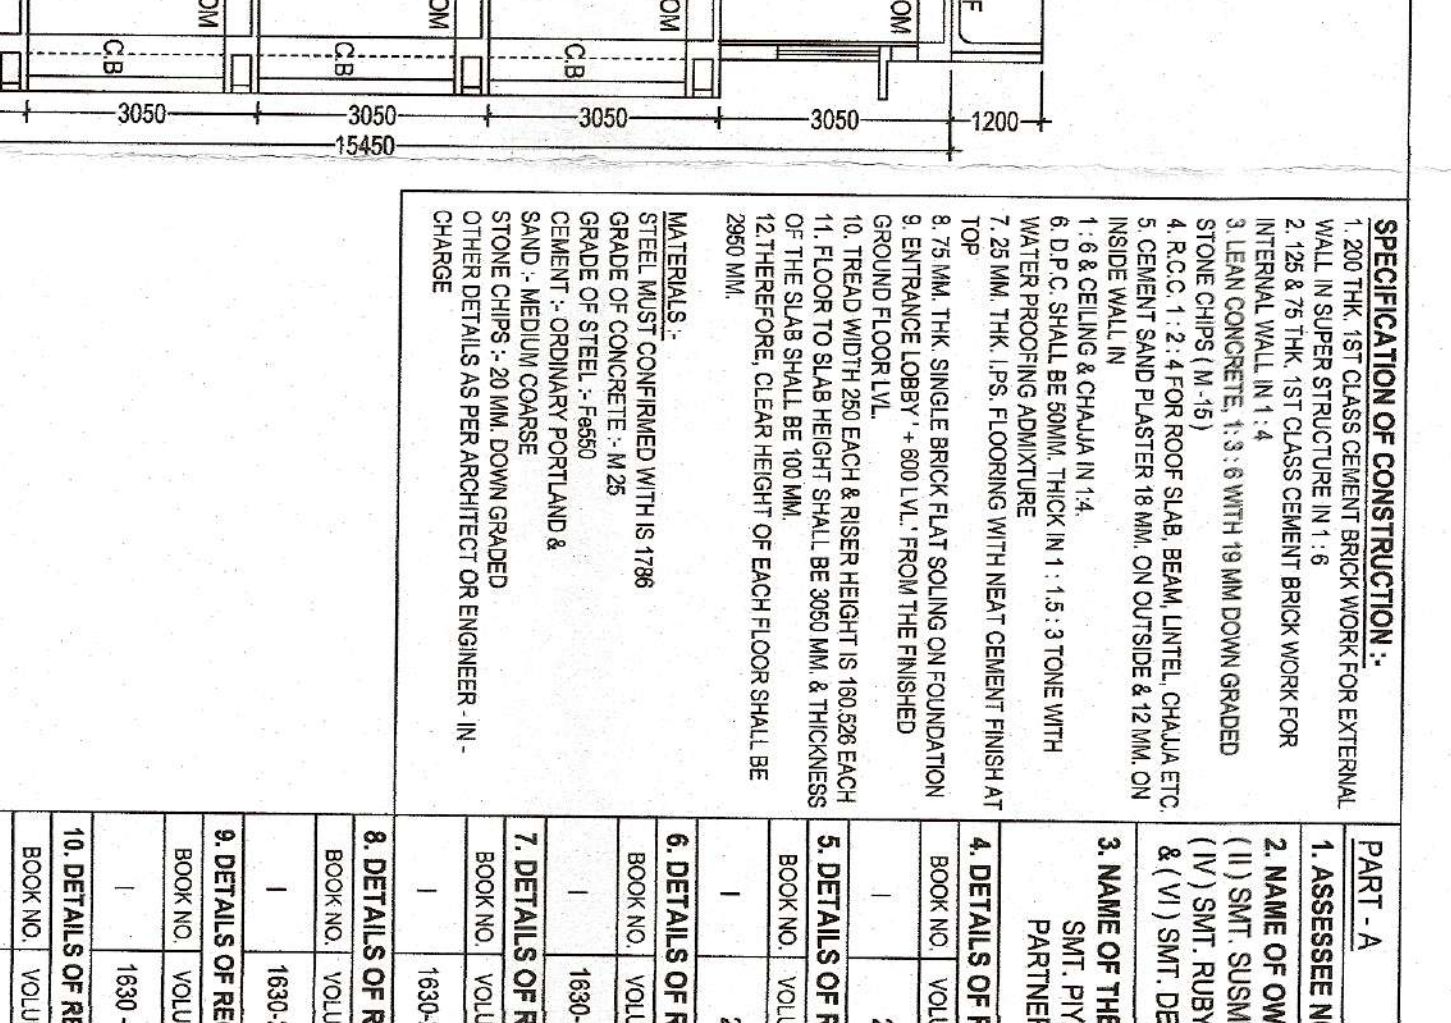 SPECIFICATION OF CONSTRUCTION :-
1. 200 THK. 1ST CLASS CEMENT BRICK WORK FOR EXTERNAL
WALL IN SUPER STRUCTURE IN 1 : 6
2. 125 & 75 THK. 1ST CLASS CEMENT BRICK WORK FOR
INTERNAL WALL IN 1 : 4
3. LEAN CONCRETE, 1:3 : 6 WITH 19 MM DOWN GRADED
STONE CHIPS ( M -15 )
4. R.C.C. 1 : 2 : 4 FOR ROOF SLAB, BEAM, LINTEL, CHAJJA ETC.
5. CEMENT SAND PLASTER 18 MM. ON OUTSIDE & 12 MM. ON
INSIDE WALL IN
1 : 6 & CEILING & CHAJJA IN 1:4.
6. D.P.C. SHALL BE 50MM. THICK IN 1 : 1.5 : 3 TONE WITH
WATER PROOFING ADMIXTURE
7. 25 MM. THK. I.PS. FLOORING WITH NEAT CEMENT FINISH AT
TOP
8. 75 MM. THK. SINGLE BRICK FLAT SOLING ON FOUNDATION
9. ENTRANCE LOBBY ' + 600 LVL.' FROM THE FINISHED
GROUND FLOOR LVL.
10. TREAD WIDTH 250 EACH & RISER HEIGHT IS 160.526 EACH
11. FLOOR TO SLAB HEIGHT SHALL BE 3050 MM. & THICKNESS
OF THE SLAB SHALL BE 100 MM.
12.THEREFORE, CLEAR HEIGHT OF EACH FLOOR SHALL BE
2950 MM.
MATERIALS :-
STEEL MUST CONFIRMED WITH IS 1786
GRADE OF CONCRETE :- M 25
GRADE OF STEEL :- Fe550
CEMENT :- ORDINARY PORTLAND &
SAND :- MEDIUM COARSE
STONE CHIPS :- 20 MM. DOWN GRADED
OTHER DETAILS AS PER ARCHITECT OR ENGINEER - IN -
CHARGE
F
OM
OM
OM
OM
C.B
C.B
C.B
1200
3050
3050
3050
3050
15450
PART - A
1. ASSESSEE N
2. NAME OF OW
( II ) SMT. SUSM
( IV ) SMT. RUBY
& ( VI ) SMT. DE
3. NAME OF THE
SMT. PIY
PARTNER
4. DETAILS OF R
BOOK NO. VOLU
I
5. DETAILS OF R
BOOK NO. VOLU
I
6. DETAILS OF R
BOOK NO. VOLU
I 1630-
7. DETAILS OF R
BOOK NO. VOLU
I 1630-
8. DETAILS OF R
BOOK NO. VOLU
I 1630-
9. DETAILS OF REG
BOOK NO. VOLU
I 1630 -
10. DETAILS OF RE
BOOK NO. VOLU